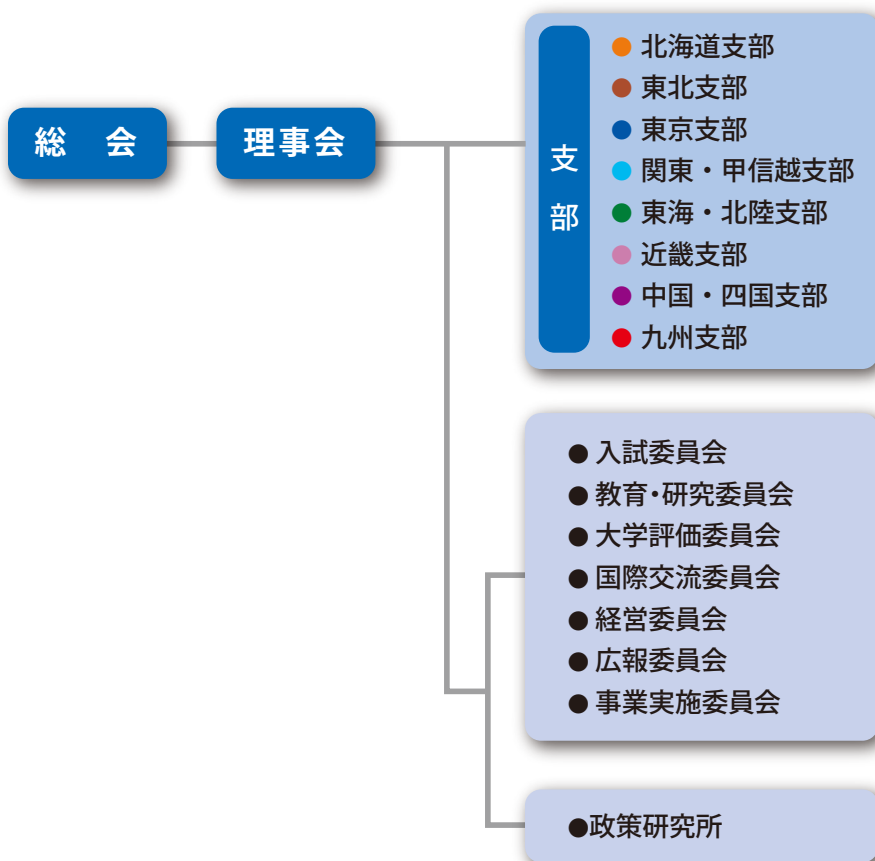 総　会
理事会
支部
● 北海道支部
● 東北支部
● 東京支部
● 関東・甲信越支部
● 東海・北陸支部
● 近畿支部
● 中国・四国支部
● 九州支部
● 入試委員会
● 教育・研究委員会
● 大学評価委員会
● 国際交流委員会
● 経営委員会
● 広報委員会
● 事業実施委員会
●政策研究所